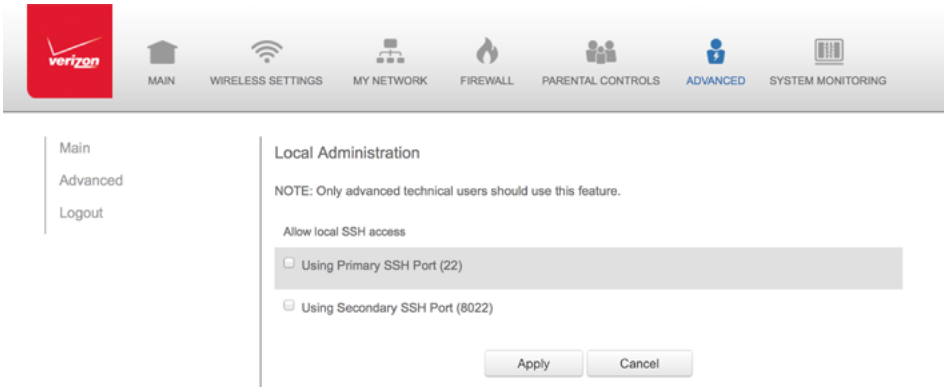 verizon
MAIN WIRELESS SETTINGS MY NETWORK FIREWALL PARENTAL CONTROLS ADVANCED SYSTEM MONITORING
Main
Advanced
Logout
Local Administration
NOTE: Only advanced technical users should use this feature.
Allow local SSH access
Using Primary SSH Port (22)
Using Secondary SSH Port (8022)
Apply Cancel